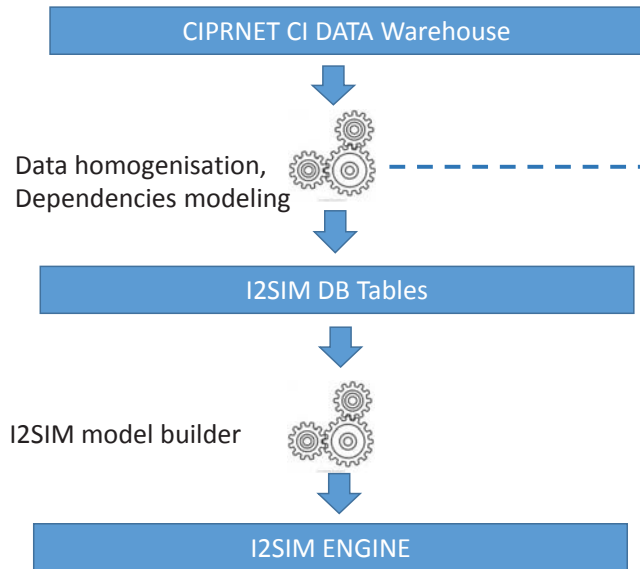 CIPRNET CI DATA Warehouse
Data homogenisation,
Dependencies modeling
I2SIM DB Tables
I2SIM model builder
I2SIM ENGINE